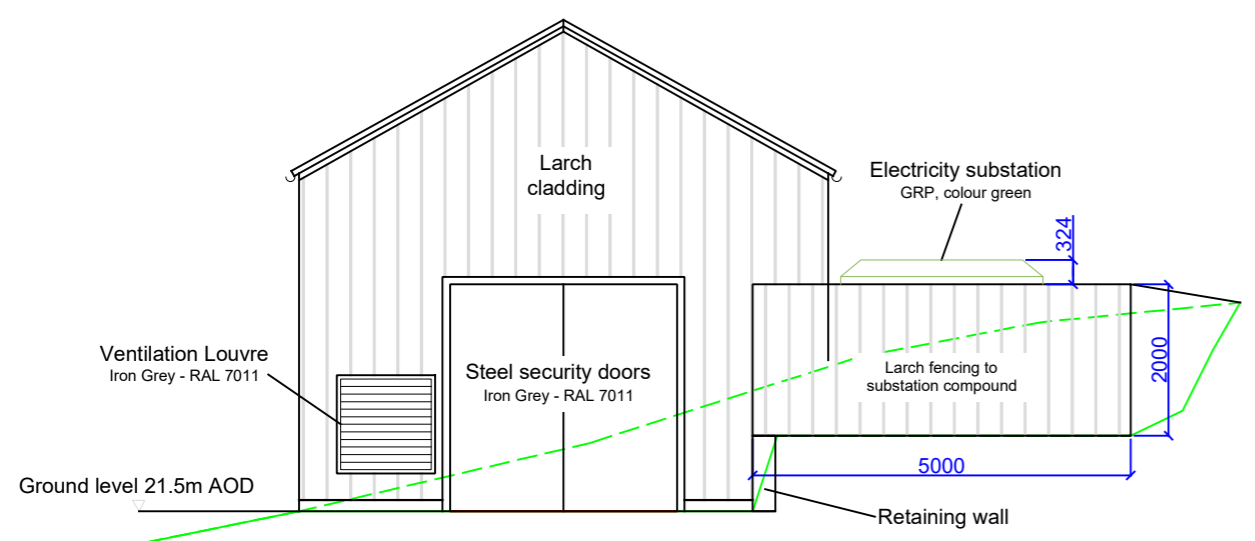 Larch
cladding
Electricity substation
GRP, colour green
324
Ventilation Louvre
Iron Grey - RAL 7011
Steel security doors
Iron Grey - RAL 7011
Larch fencing to
substation compound
2000
5000
Ground level 21.5m AOD
Retaining wall